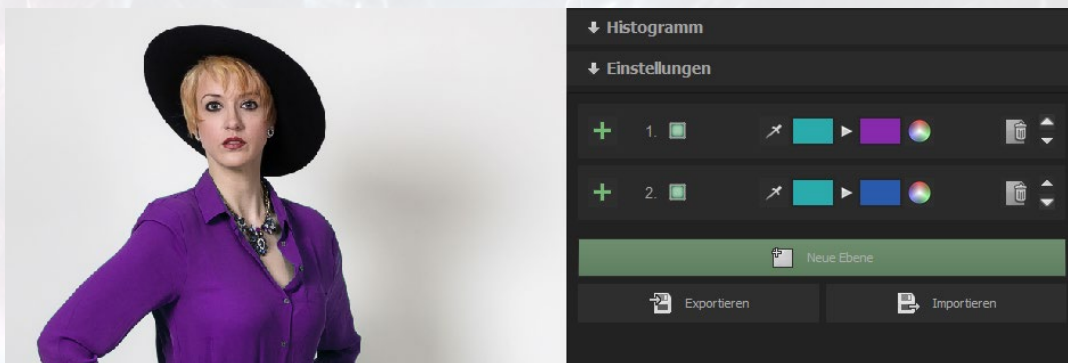 Histogramm
Einstellungen
1.
2.
Neue Ebene
Exportieren
Importieren